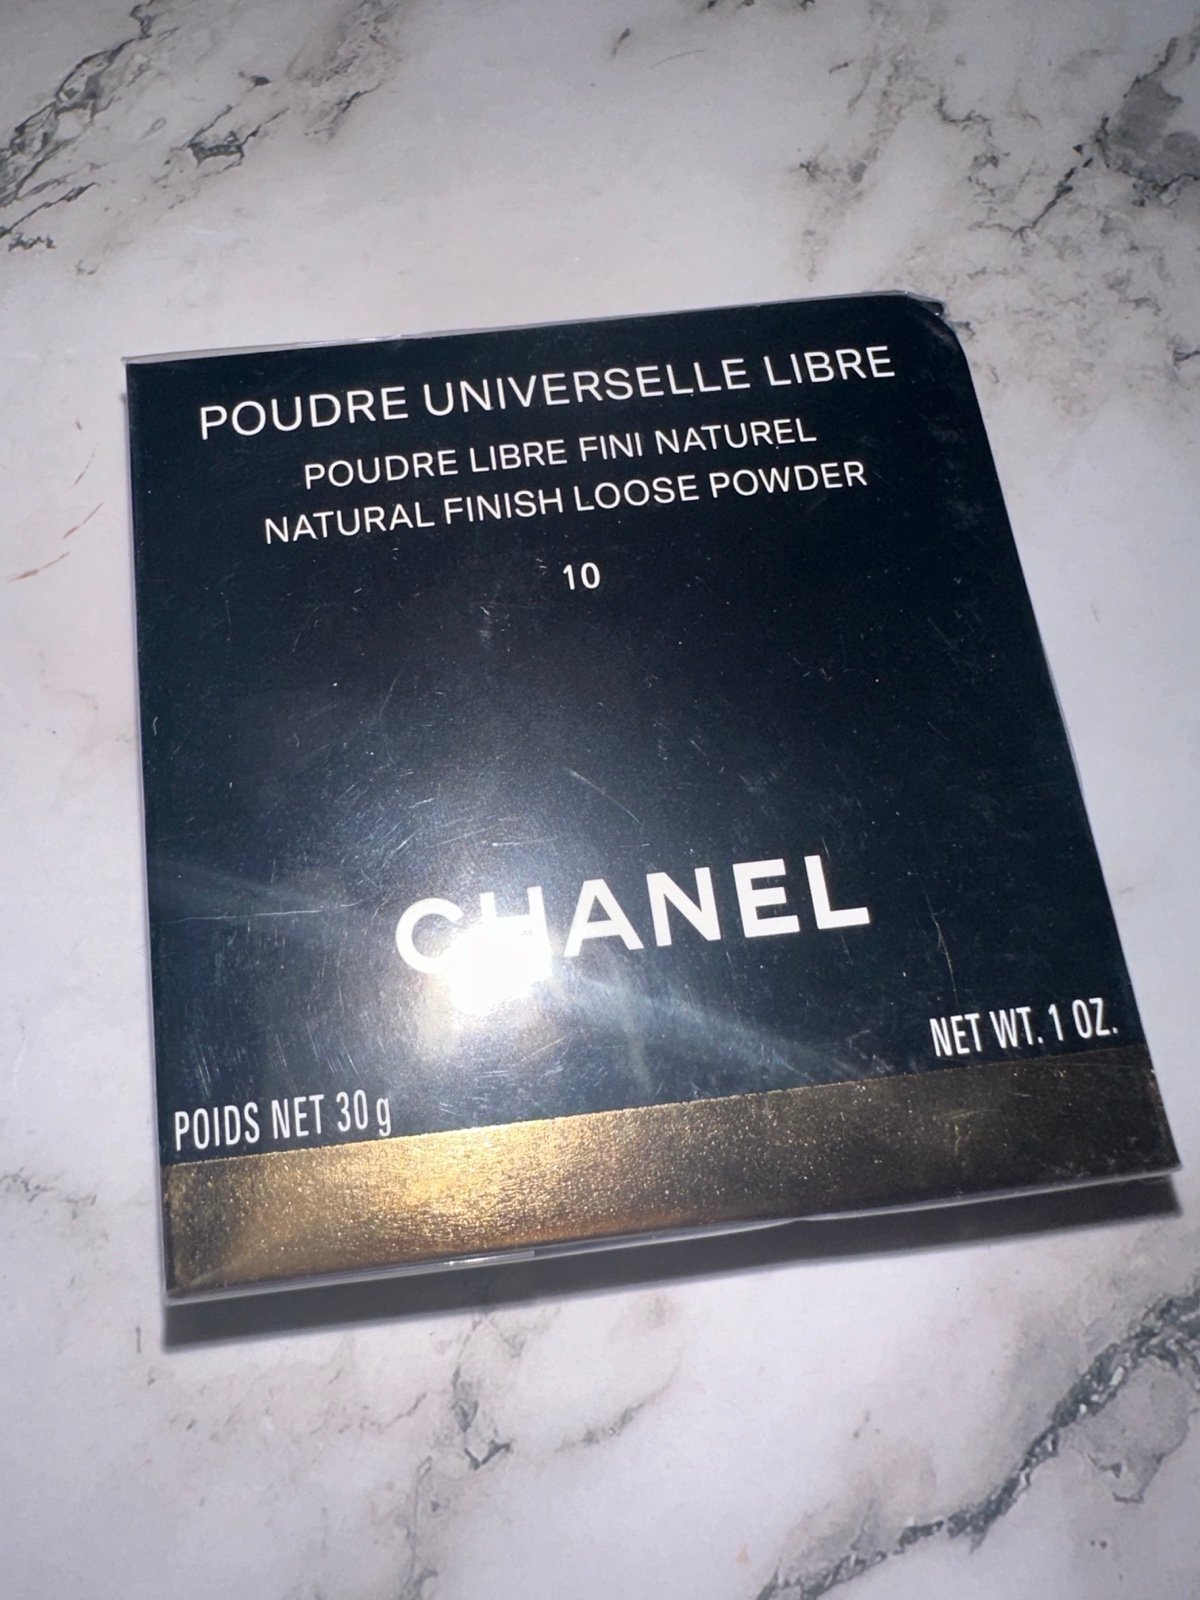 POUDRE UNIVERSELLE LIBRE
POUDRE LIBRE FINI NATUREL
NATURAL FINISH LOOSE POWDER
10
CHANEL
POIDS NET 30 g
NET WT. 1 OZ.